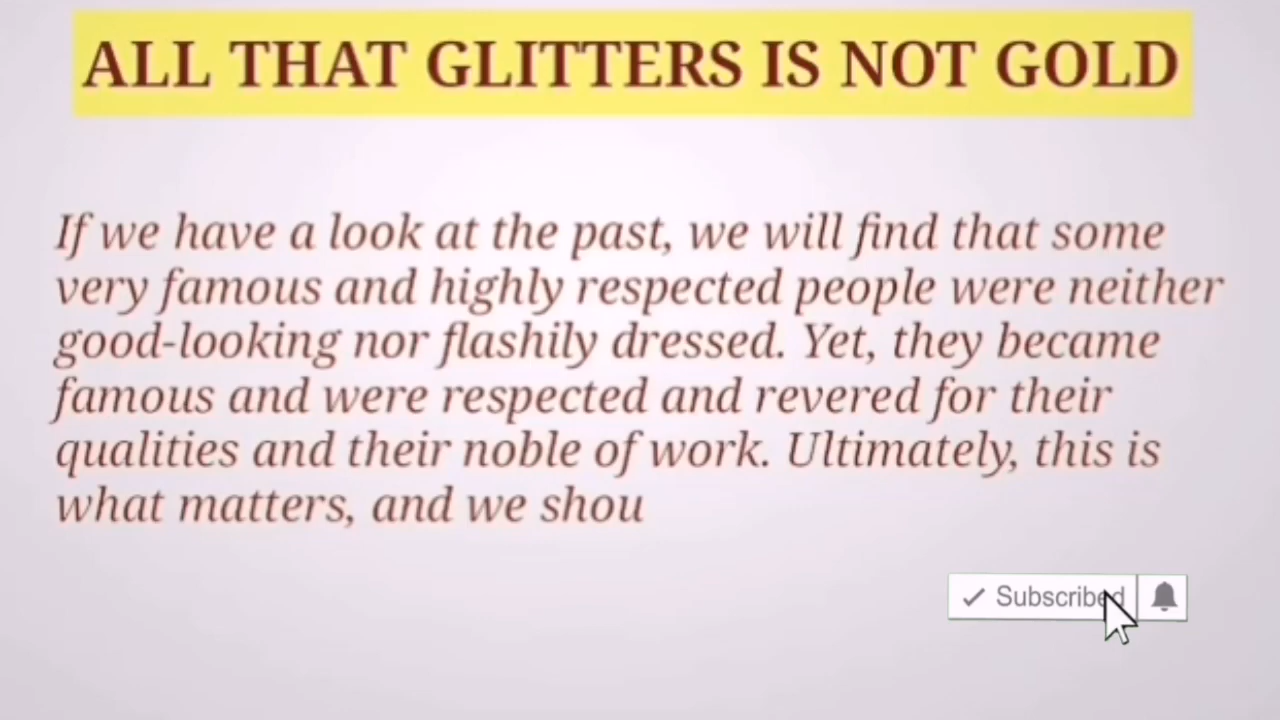 ALL THAT GLITTERS IS NOT GOLD
If we have a look at the past, we will find that some
very famous and highly respected people were neither
good-looking nor flashily dressed. Yet, they became
famous and were respected and revered for their
qualities and their noble of work. Ultimately, this is
what matters, and we shou
Subscribed